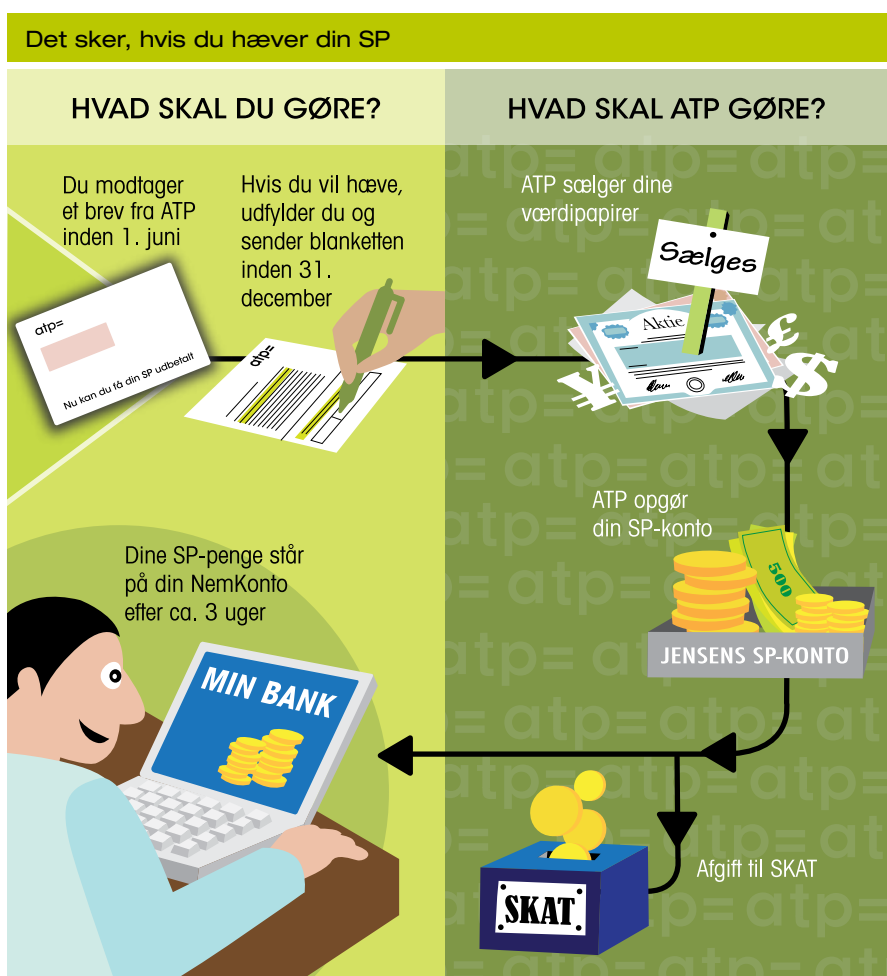 Det sker, hvis du hæver din SP
HVAD SKAL DU GØRE?
Du modtager
et brev fra ATP
inden 1. juni
Hvis du vil hæve,
udfylder du og
sender blanketten
inden 31.
december
atp=
Nu kan du få din SP udbetalt
atp=
HVAD SKAL ATP GØRE?
ATP sælger dine
værdipapirer
Sælges
Aktie
¥
£
$
ATP opgør
din SP-konto
500
JENSENS SP-KONTO
Dine SP-penge står
på din NemKonto
efter ca. 3 uger
MIN BANK
Afgift til SKAT
SKAT